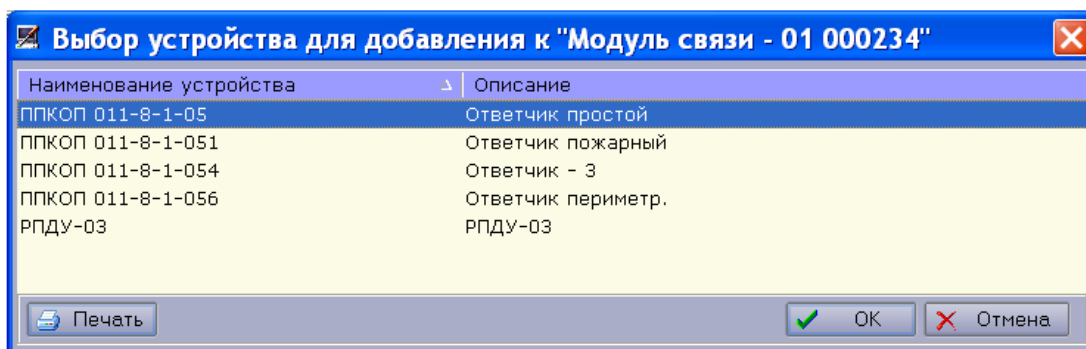 Выбор устройства для добавления к "Модуль связи - 01 000234"
Наименование устройства Описание
ППКОП 011-8-1-05 Ответчик простой
ППКОП 011-8-1-051 Ответчик пожарный
ППКОП 011-8-1-054 Ответчик - 3
ППКОП 011-8-1-056 Ответчик периметр.
РПДУ-03 РПДУ-03
Печать ОК Отмена